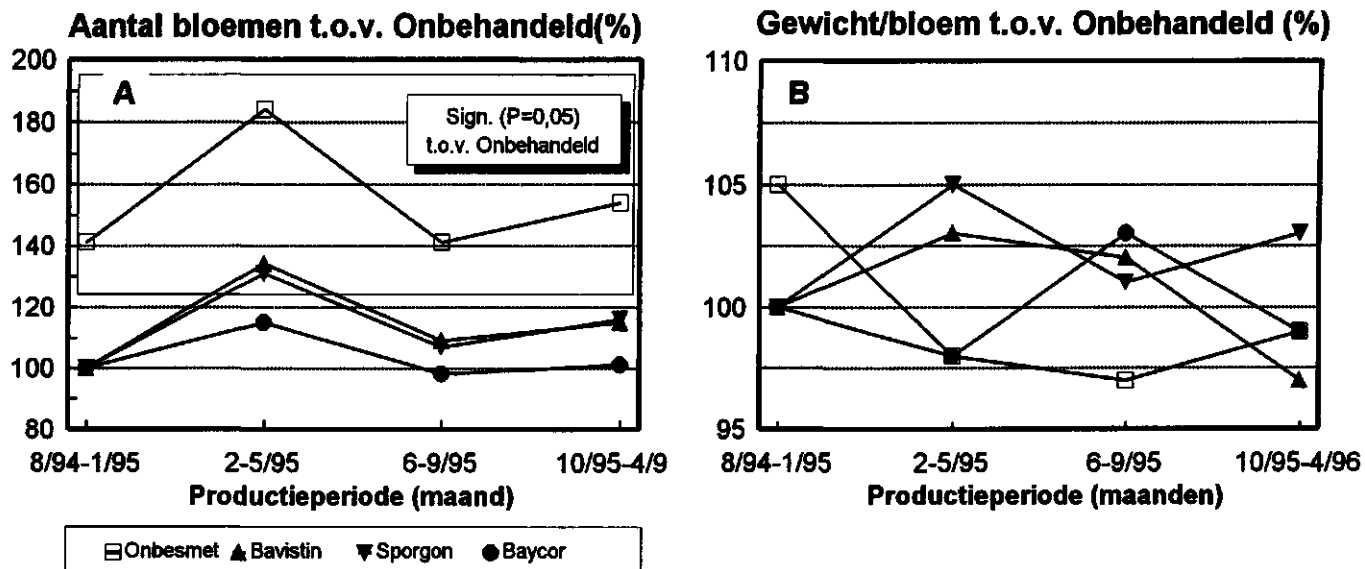 Aantal bloemen t.o.v. Onbehandeld(%)
200
180
160
140
120
100
80
A
Sign. (P=0,05)
t.o.v. Onbehandeld
8/94-1/95 2-5/95 6-9/95 10/95-4/9
Productieperiode (maand)
Onbesmet Bavistin Sporgon Baycor
Gewicht/bloem t.o.v. Onbehandeld (%)
110
105
100
95
B
8/94-1/95 2-5/95 6-9/95 10/95-4/96
Productieperiode (maanden)